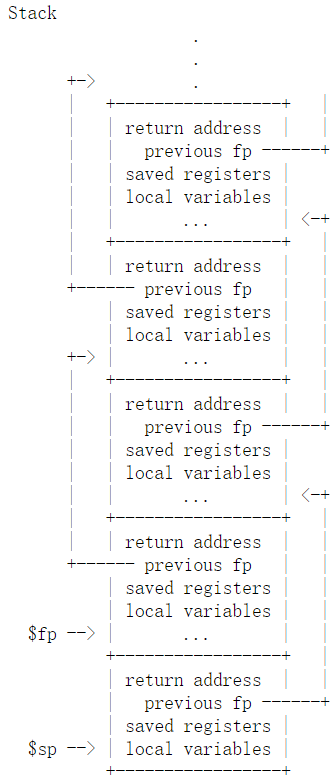 Stack
.
.
+-> .
+-----------------+
return address
previous fp ------+
saved registers
local variables
... <-+
+-----------------+
return address
+------ previous fp
saved registers
local variables
+-> ...
+-----------------+
return address
previous fp ------+
saved registers
local variables
... <-+
+-----------------+
return address
+------ previous fp
saved registers
local variables
$fp --> ...
+-----------------+
return address
previous fp ------+
saved registers
$sp --> local variables
+-----------------+